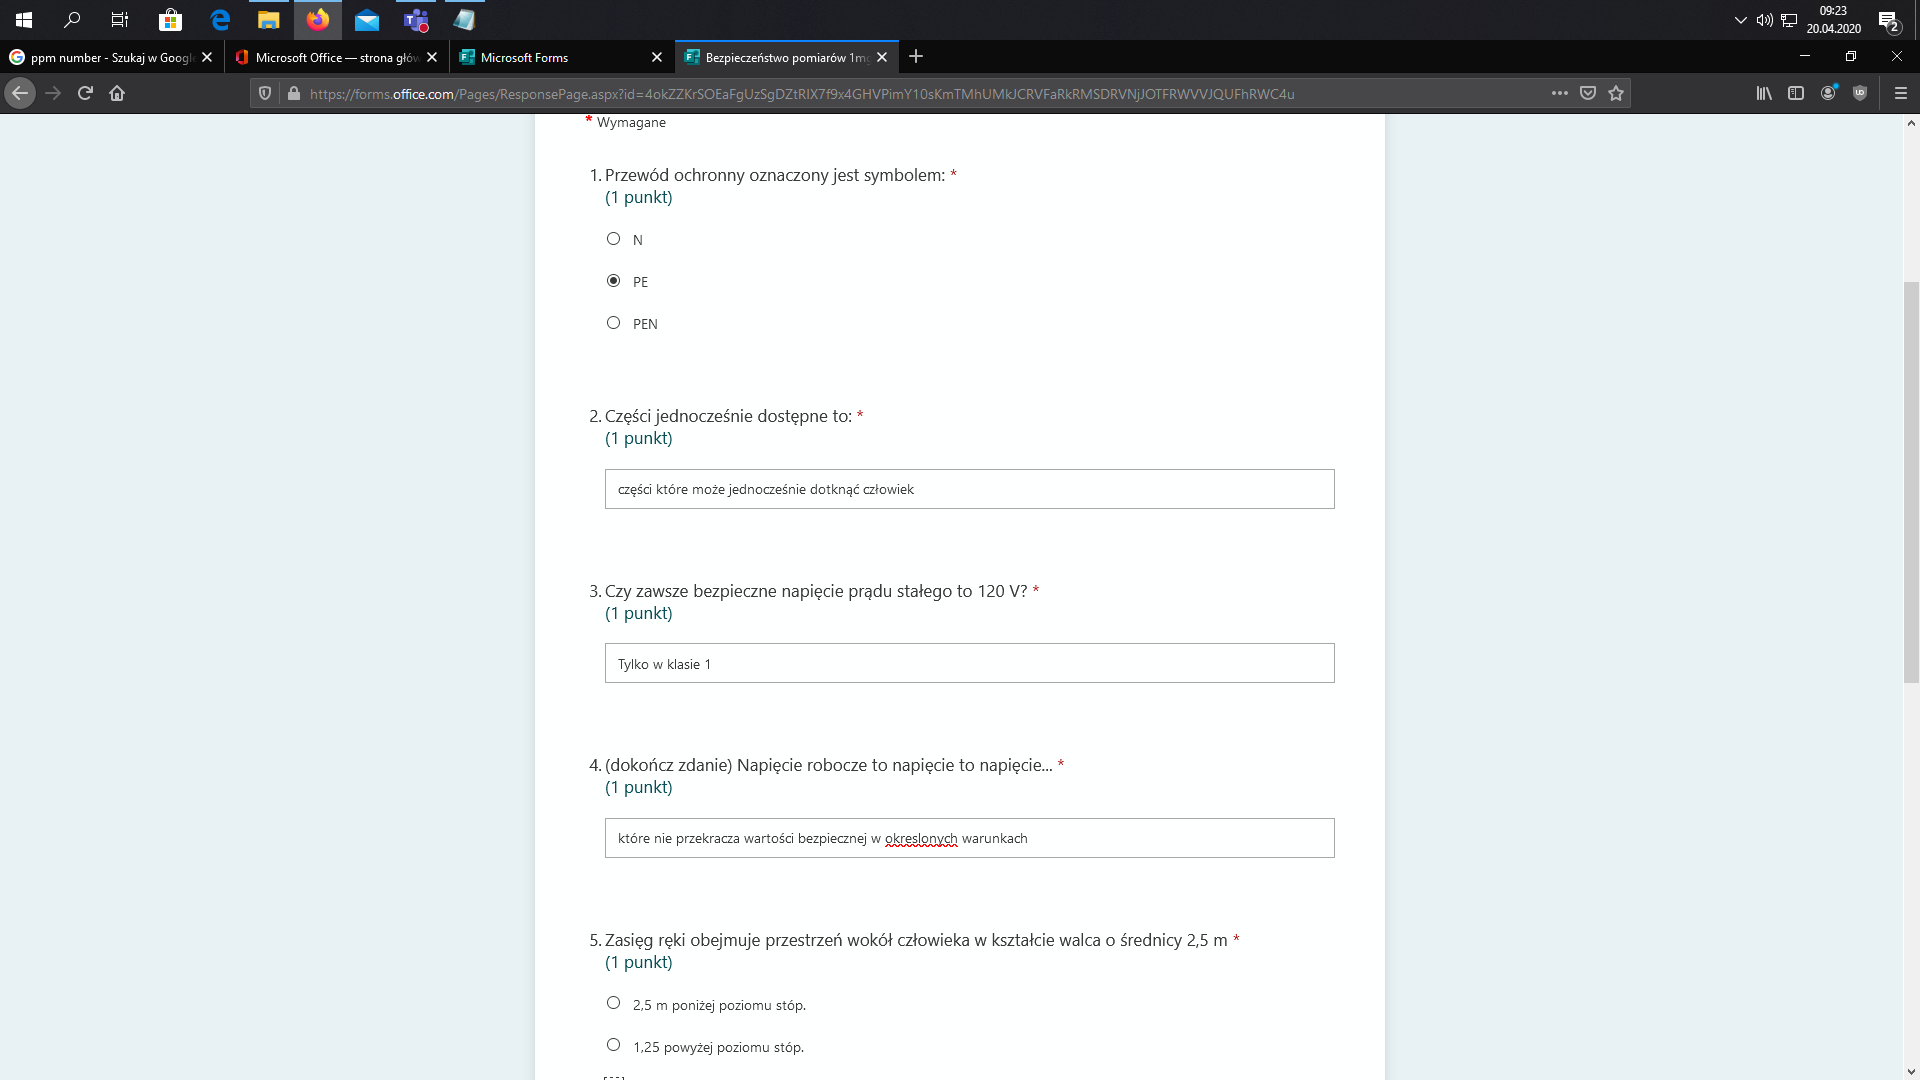 09:23
20.04.2020
2
ppm number - Szukaj w Googl
Microsoft Office — strona głów
Microsoft Forms
Bezpieczeństwo pomiarów 1mg
https://forms.office.com/Pages/ResponsePage.aspx?id=4okZZKrSOEaFgUzSgDZtRIX7f9x4GHVPimY10sKmTMhUMkJCRVFaRkRMSDRVNjJOTFRWVVJQUFhRWC4u
* Wymagane
1. Przewód ochronny oznaczony jest symbolem: *
(1 punkt)
N
PE
PEN
2. Części jednocześnie dostępne to: *
(1 punkt)
części które może jednocześnie dotknąć człowiek
3. Czy zawsze bezpieczne napięcie prądu stałego to 120 V? *
(1 punkt)
Tylko w klasie 1
4. (dokończ zdanie) Napięcie robocze to napięcie to napięcie... *
(1 punkt)
które nie przekracza wartości bezpiecznej w okreslonych warunkach
5. Zasięg ręki obejmuje przestrzeń wokół człowieka w kształcie walca o średnicy 2,5 m *
(1 punkt)
2,5 m poniżej poziomu stóp.
1,25 powyżej poziomu stóp.